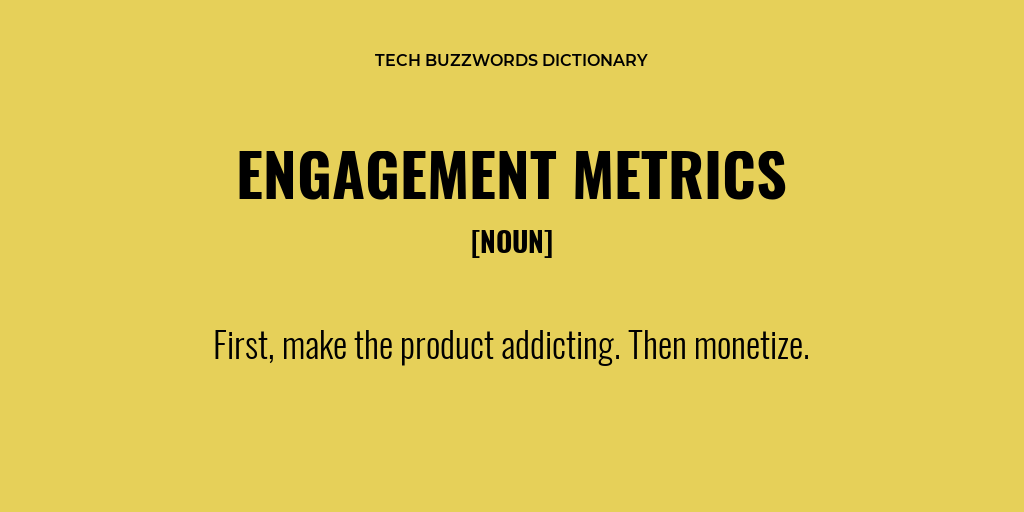 TECH BUZZWORDS DICTIONARY
ENGAGEMENT METRICS
[NOUN]
First, make the product addicting. Then monetize.